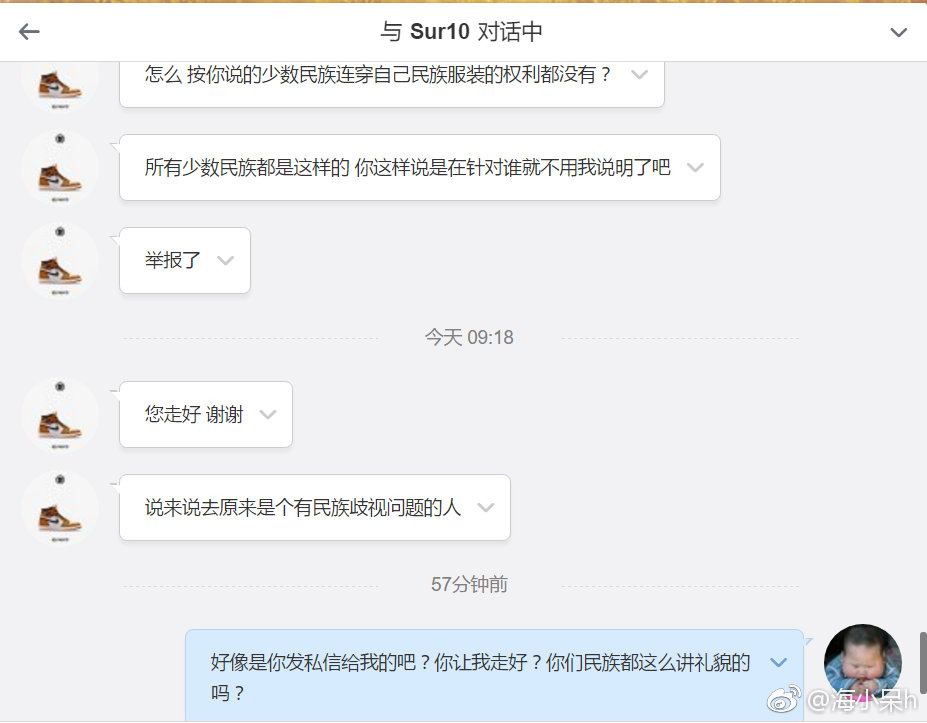 与 Sur10 对话中
怎么 按你说的少数民族连穿自己民族服装的权利都没有？
所有少数民族都是这样的 你这样说是在针对谁就不用我说明了吧
举报了
今天 09:18
您走好 谢谢
说来说去原来是个有民族歧视问题的人
57分钟前
好像是你发私信给我的吧？你让我走好？你们民族都这么讲礼貌的
吗？
@海小呆h